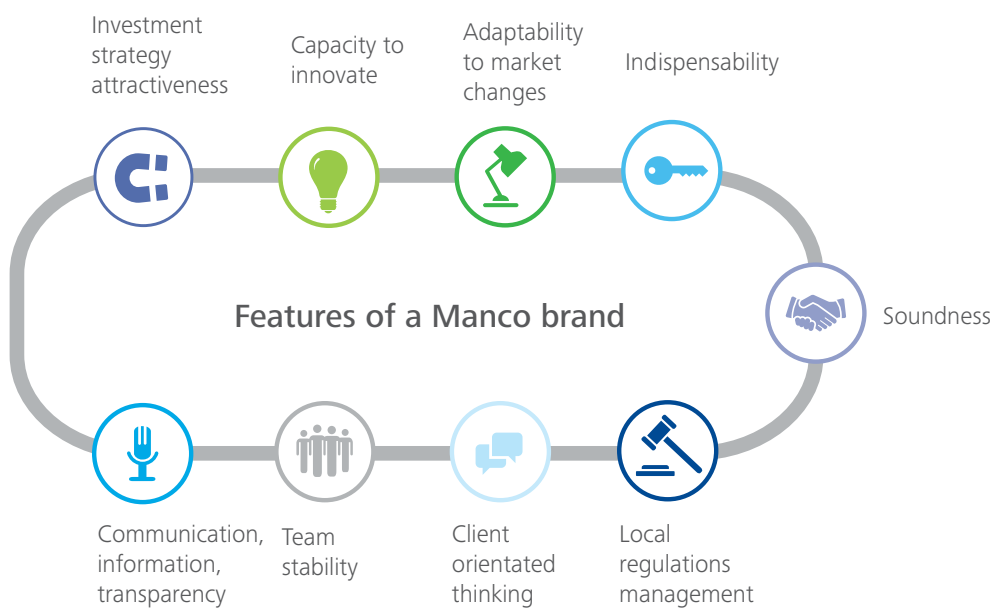 Investment
strategy
attractiveness
Capacity to
innovate
Adaptability
to market
changes
Indispensability
Features of a Manco brand
Soundness
Communication,
information,
transparency
Team
stability
Client
orientated
thinking
Local
regulations
management